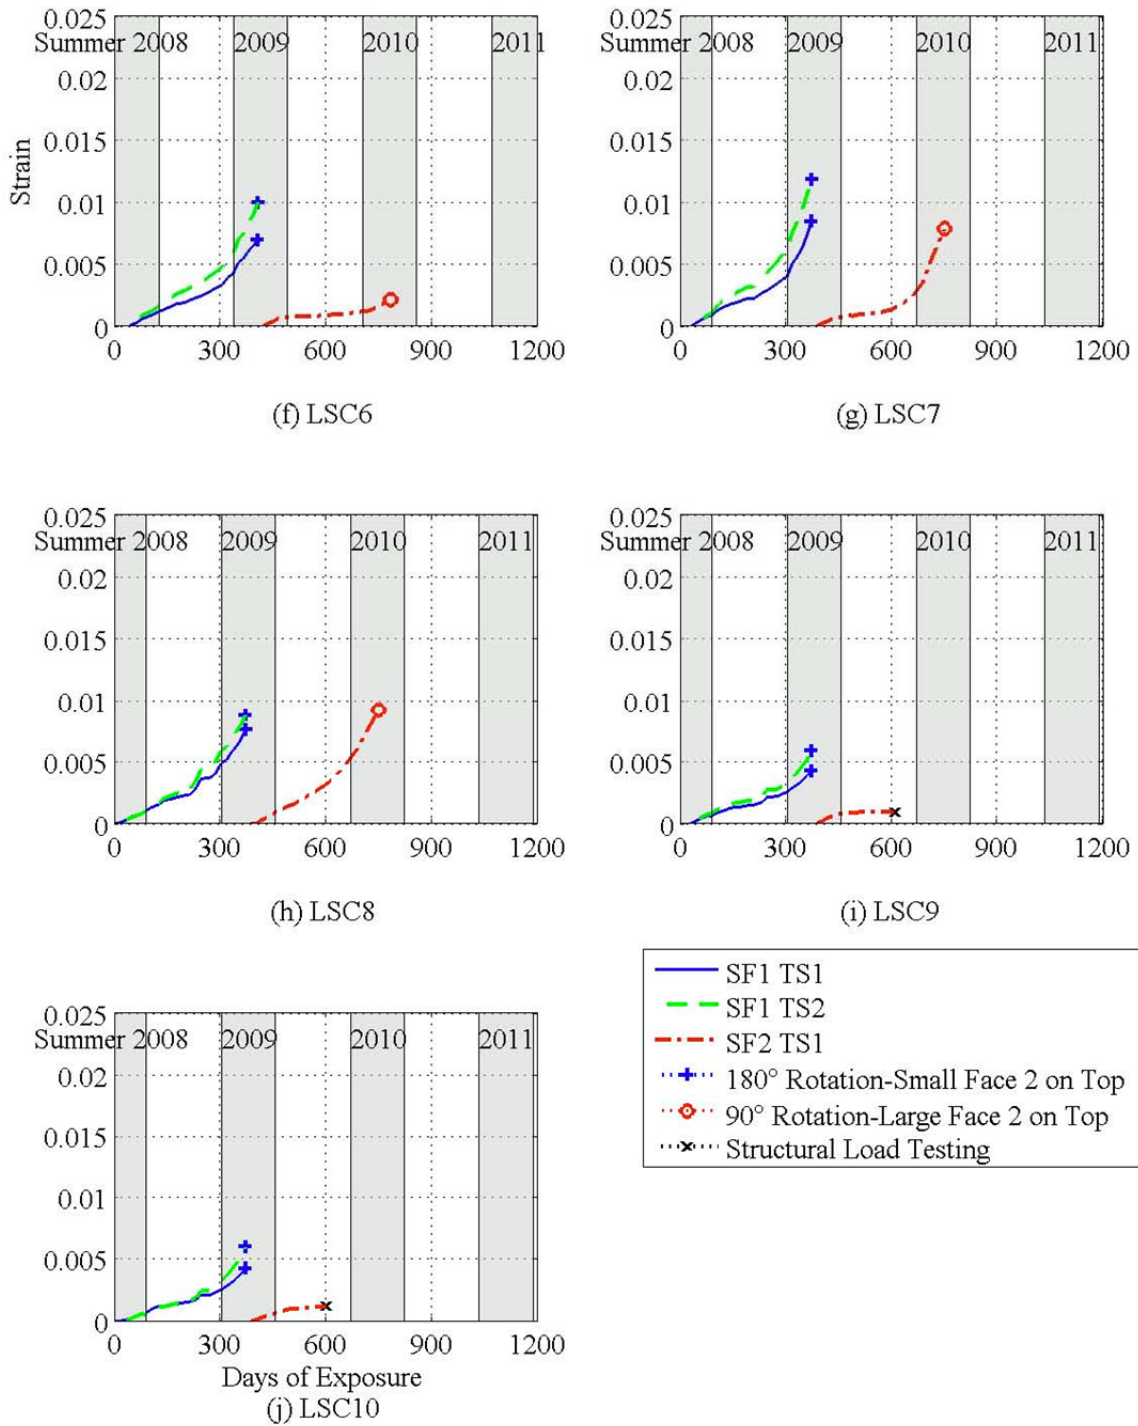 0.025
Summer 2008 2009 2010 2011
0.02
0.015
Strain
0.01
0.005
0
0 300 600 900 1200
(f) LSC6
0.025
Summer 2008 2009 2010 2011
0.02
0.015
0.01
0.005
0
0 300 600 900 1200
(g) LSC7
0.025
Summer 2008 2009 2010 2011
0.02
0.015
0.01
0.005
0
0 300 600 900 1200
(h) LSC8
0.025
Summer 2008 2009 2010 2011
0.02
0.015
0.01
0.005
0
0 300 600 900 1200
(i) LSC9
0.025
Summer 2008 2009 2010 2011
0.02
0.015
0.01
0.005
0
0 300 600 900 1200
Days of Exposure
(j) LSC10
SF1 TS1
SF1 TS2
SF2 TS1
180° Rotation-Small Face 2 on Top
90° Rotation-Large Face 2 on Top
Structural Load Testing